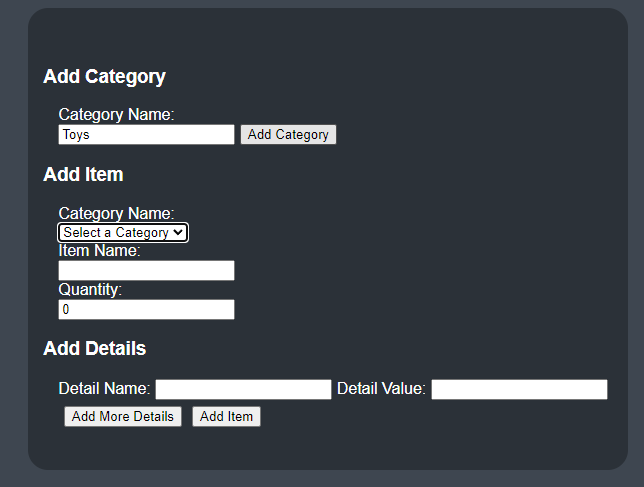 Add Category
Category Name:
Toys Add Category
Add Item
Category Name:
Select a Category
Item Name:
Quantity:
0
Add Details
Detail Name: Detail Value:
Add More Details Add Item